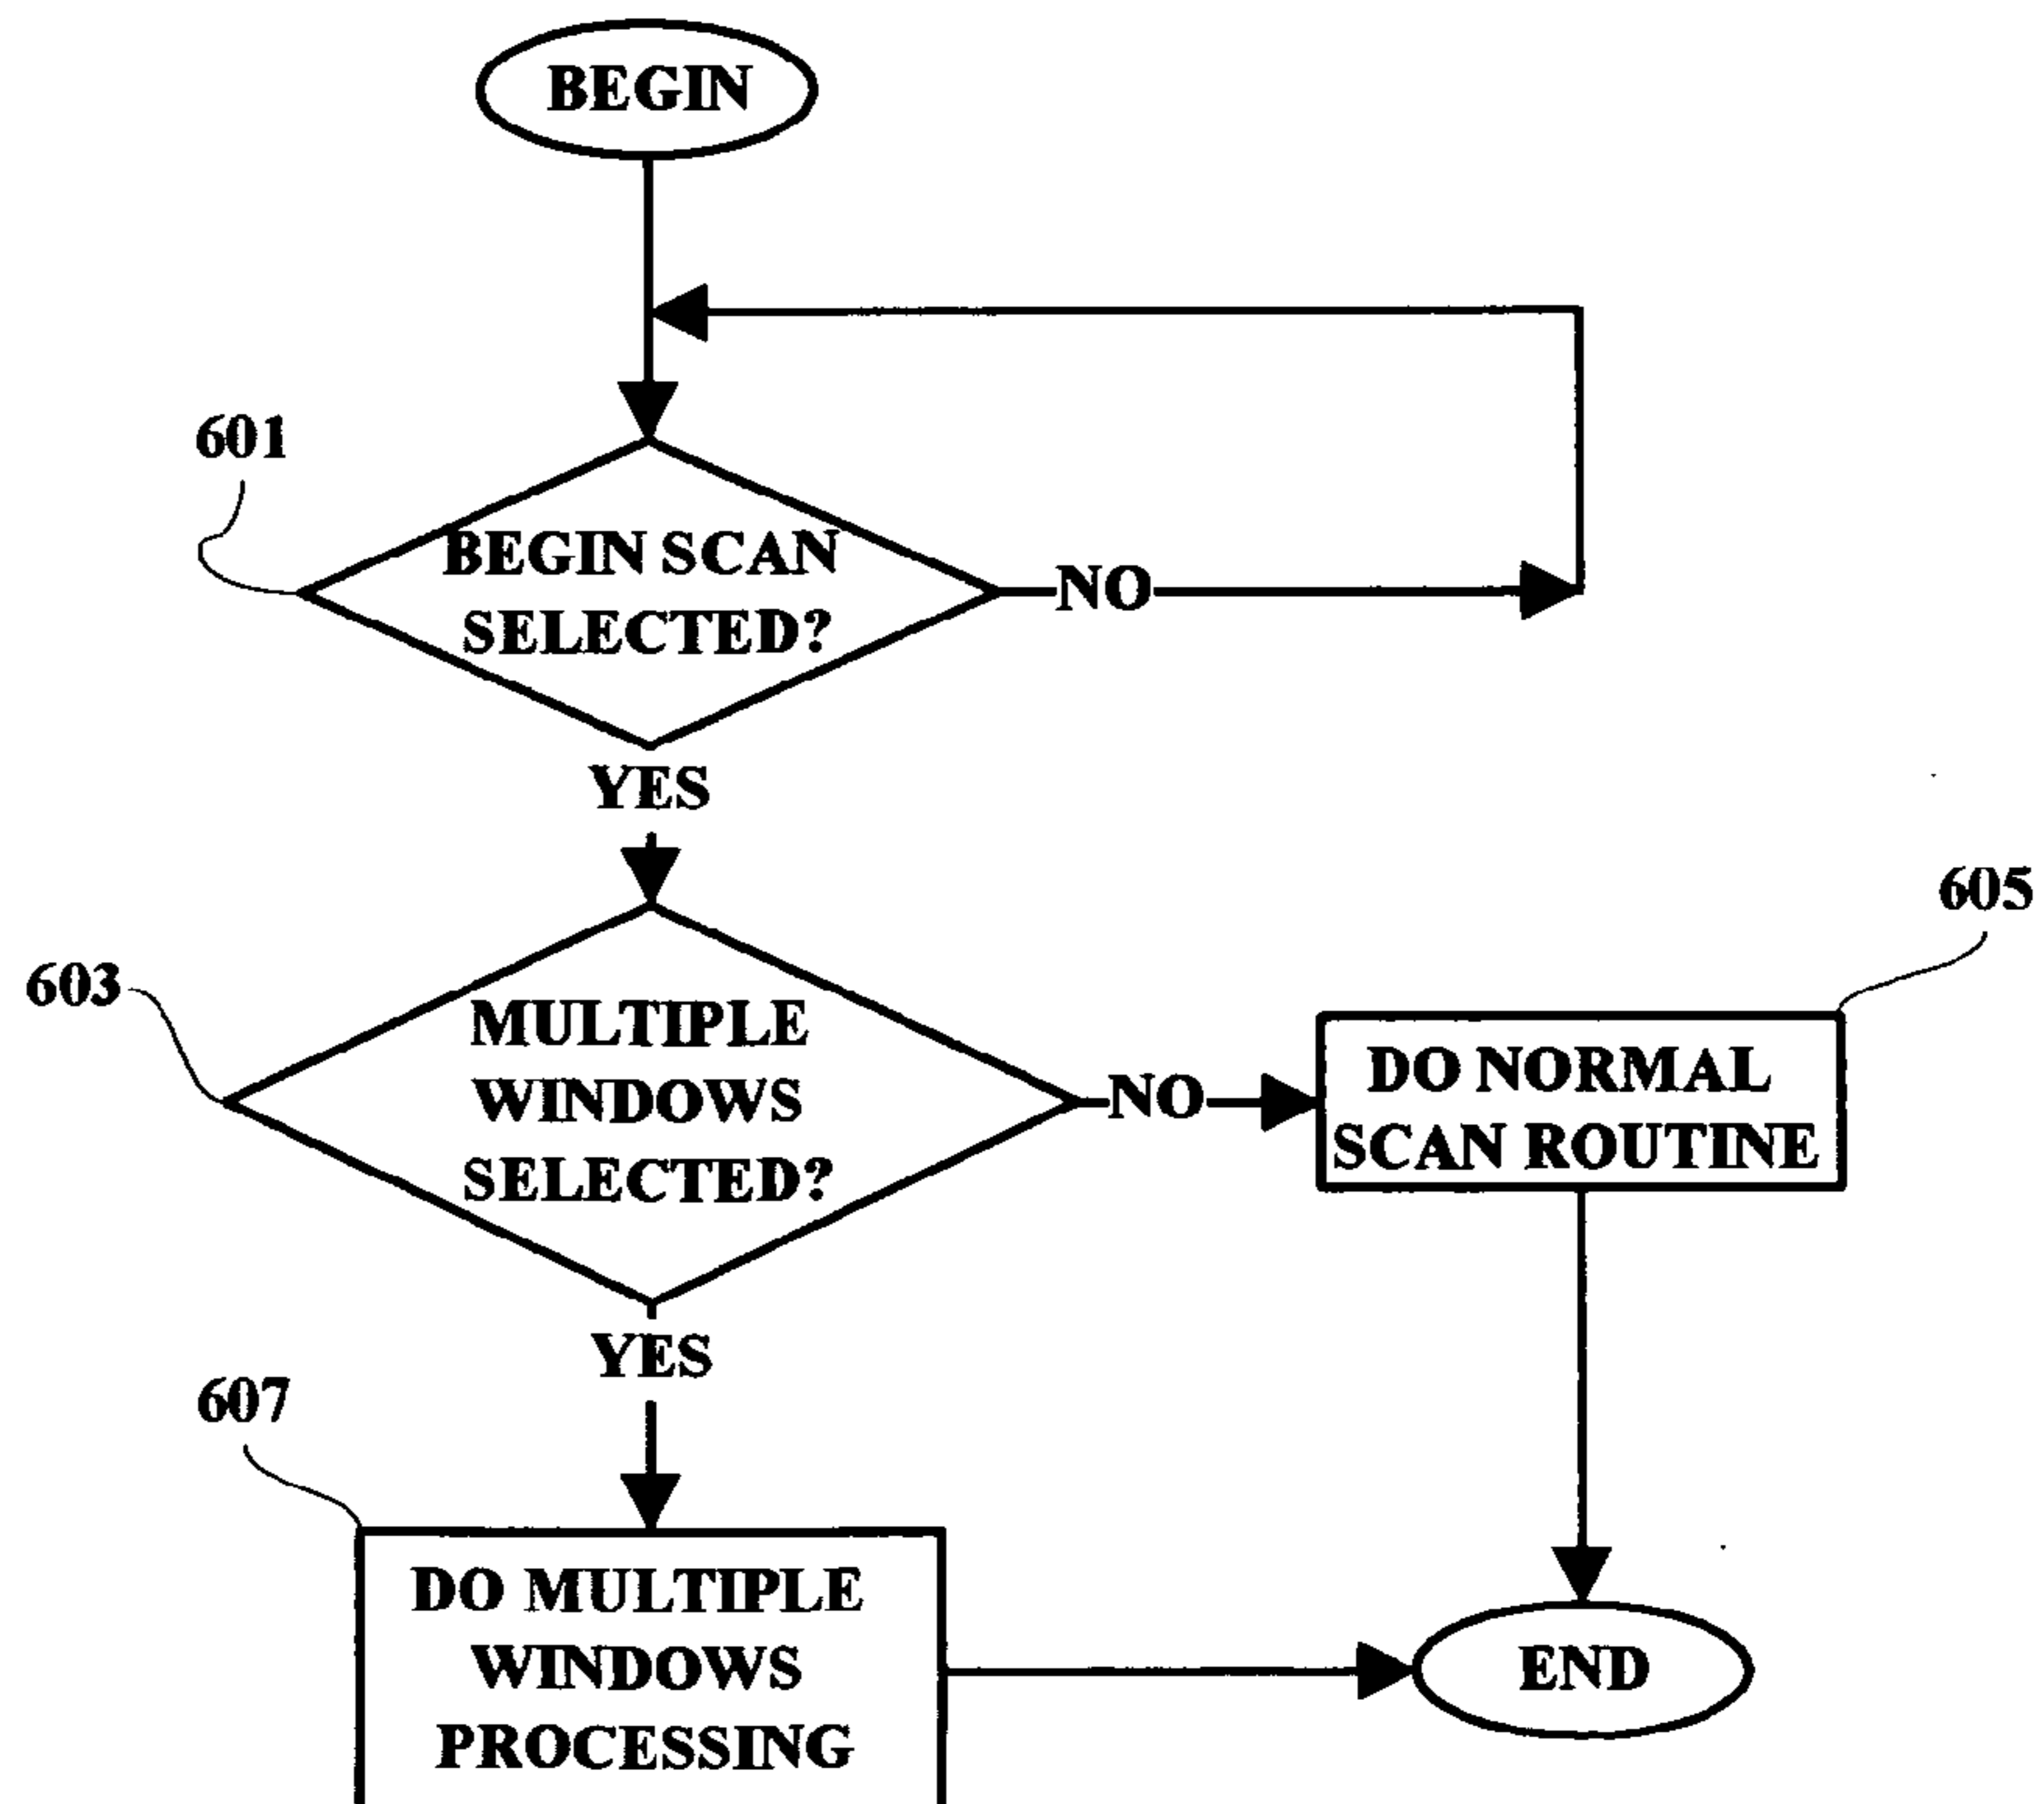 BEGIN
601
BEGIN SCAN
SELECTED?
NO
YES
603
MULTIPLE
WINDOWS
SELECTED?
NO
605
DO NORMAL
SCAN ROUTINE
YES
607
DO MULTIPLE
WINDOWS
PROCESSING
END